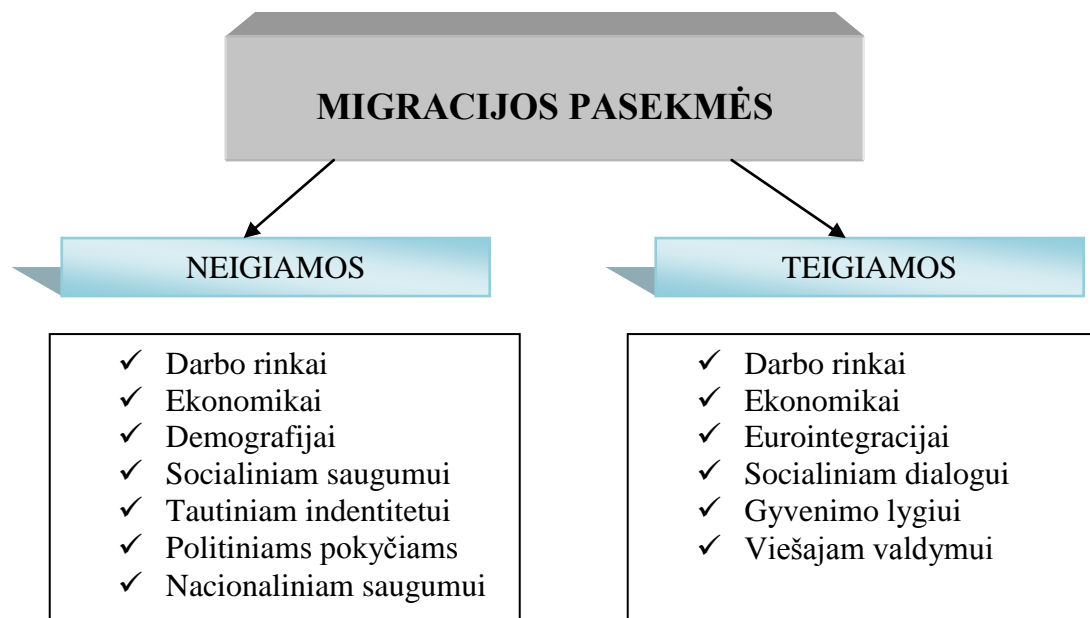 MIGRACIJOS PASEKMĖS
NEIGIAMOS
✓ Darbo rinkai
✓ Ekonomikai
✓ Demografijai
✓ Socialiniam saugumui
✓ Tautiniam indentitetui
✓ Politiniams pokyčiams
✓ Nacionaliniam saugumui
TEIGIAMOS
✓ Darbo rinkai
✓ Ekonomikai
✓ Eurointegracijai
✓ Socialiniam dialogui
✓ Gyvenimo lygiui
✓ Viešajam valdymui